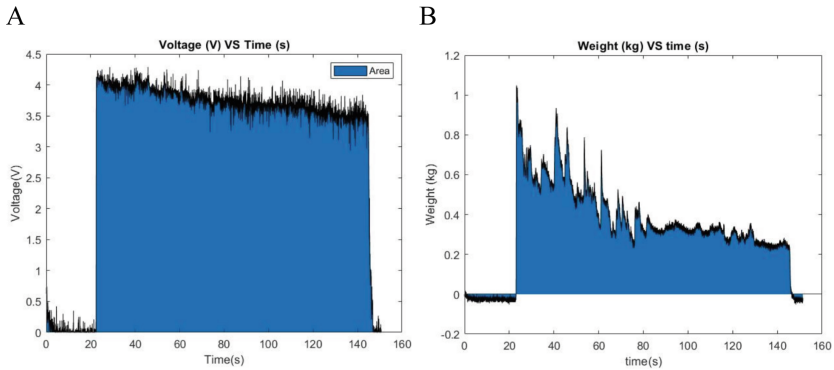 A
Voltage (V) VS Time (s)
Area
4.5
4
3.5
3
2.5
2
1.5
1
0.5
0
Voltage(V)
0 20 40 60 80 100 120 140 160
Time(s)
B
Weight (kg) VS time (s)
1.2
1
0.8
0.6
0.4
0.2
0
-0.2
Weight (kg)
0 20 40 60 80 100 120 140 160
time(s)